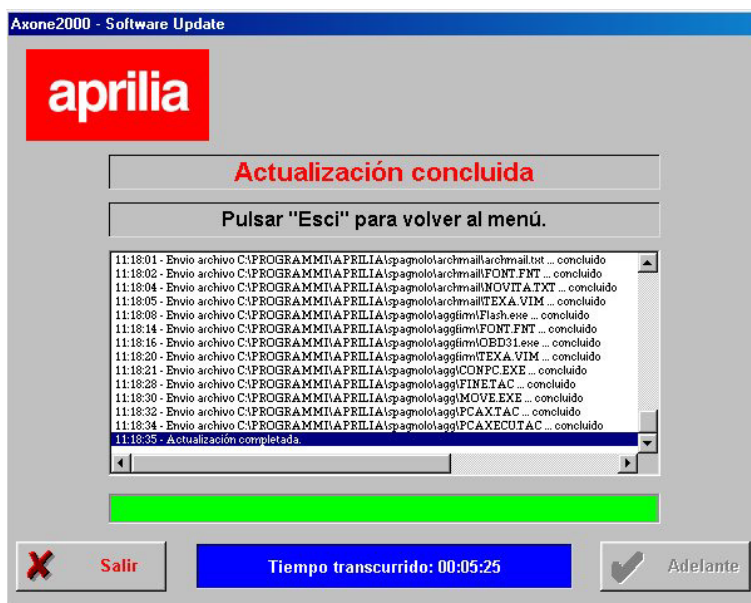 Axone2000 - Software Update
aprilia
Actualización concluida
Pulsar "Esci" para volver al menú.
11:18:01 - Envio archivo C:\PROGRAMMI\APRILIA\spagnolo\archmail\archmail.txt ... concluido
11:18:02 - Envio archivo C:\PROGRAMMI\APRILIA\spagnolo\archmail\FONT.FNT ... concluido
11:18:04 - Envio archivo C:\PROGRAMMI\APRILIA\spagnolo\archmail\NOVITA.TXT ... concluido
11:18:05 - Envio archivo C:\PROGRAMMI\APRILIA\spagnolo\archmail\TEXA.VIM ... concluido
11:18:08 - Envio archivo C:\PROGRAMMI\APRILIA\spagnolo\aggfirm\Flash.exe ... concluido
11:18:14 - Envio archivo C:\PROGRAMMI\APRILIA\spagnolo\aggfirm\FONT.FNT ... concluido
11:18:16 - Envio archivo C:\PROGRAMMI\APRILIA\spagnolo\aggfirm\OBD31.exe ... concluido
11:18:20 - Envio archivo C:\PROGRAMMI\APRILIA\spagnolo\aggfirm\TEXA.VIM ... concluido
11:18:21 - Envio archivo C:\PROGRAMMI\APRILIA\spagnolo\agg\CONPC.EXE ... concluido
11:18:28 - Envio archivo C:\PROGRAMMI\APRILIA\spagnolo\agg\FINE.TAC ... concluido
11:18:30 - Envio archivo C:\PROGRAMMI\APRILIA\spagnolo\agg\MOVE.EXE ... concluido
11:18:32 - Envio archivo C:\PROGRAMMI\APRILIA\spagnolo\agg\PCAX.TAC ... concluido
11:18:34 - Envio archivo C:\PROGRAMMI\APRILIA\spagnolo\agg\PCAXECU.TAC ... concluido
11:18:35 - Actualización completada.
Salir
Tiempo transcurrido: 00:05:25
Adelante